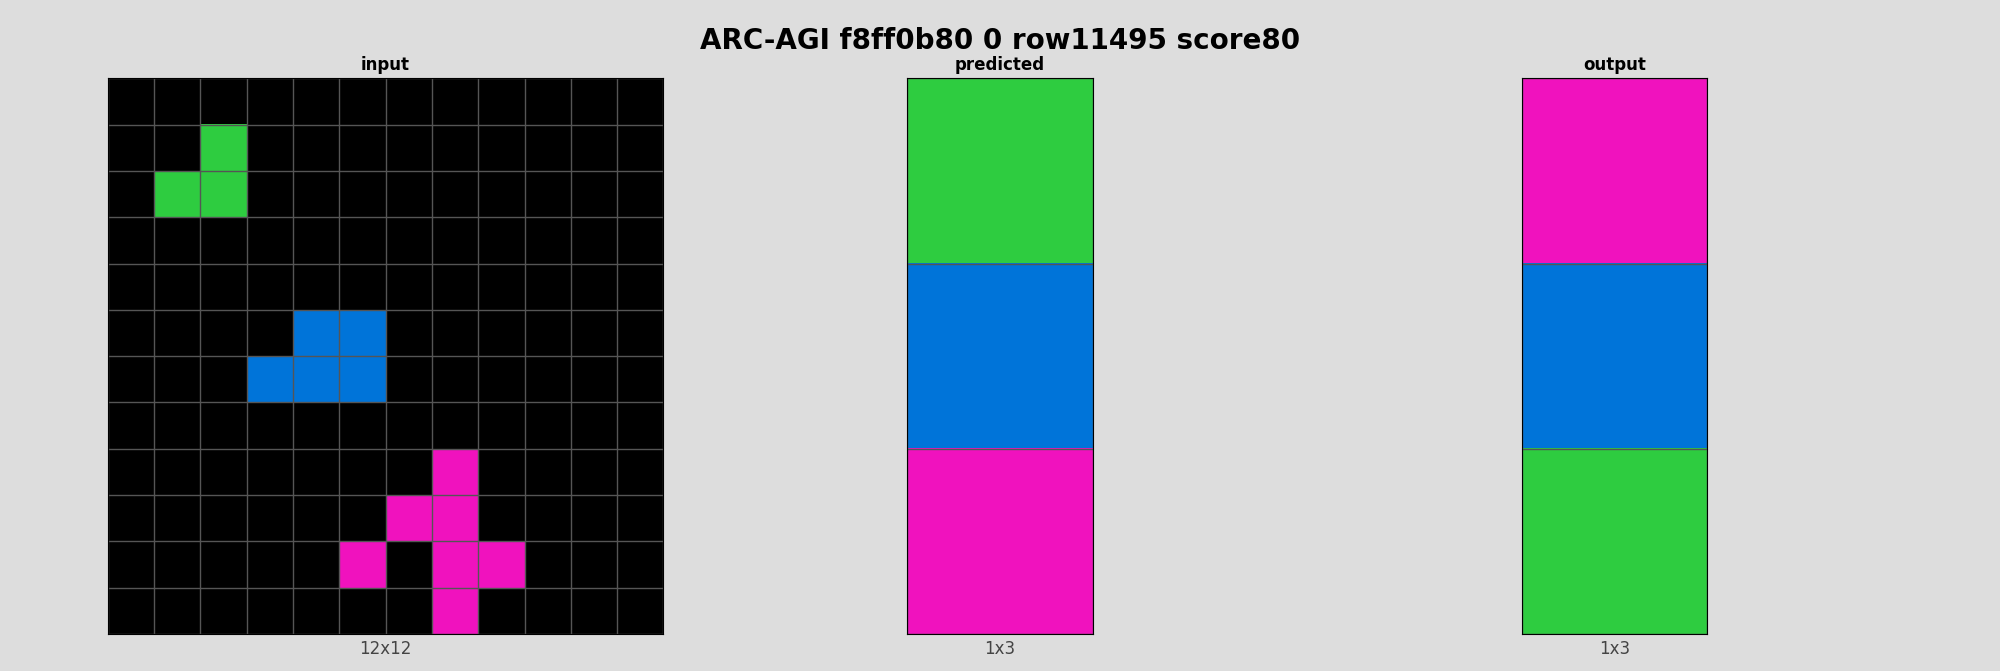 ARC-AGI f8ff0b80 0 row11495 score80
input
predicted
output
12x12
1x3
1x3